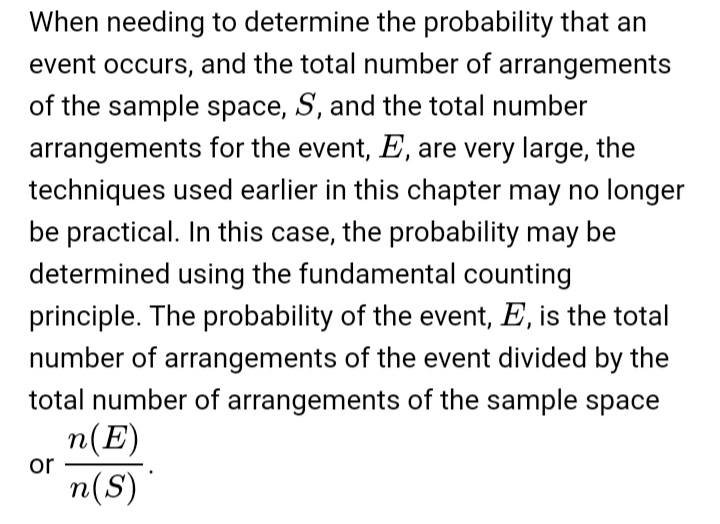 When needing to determine the probability that an
event occurs, and the total number of arrangements
of the sample space, S, and the total number
arrangements for the event, E, are very large, the
techniques used earlier in this chapter may no longer
be practical. In this case, the probability may be
determined using the fundamental counting
principle. The probability of the event, E, is the total
number of arrangements of the event divided by the
total number of arrangements of the sample space
or n(E)/n(S).